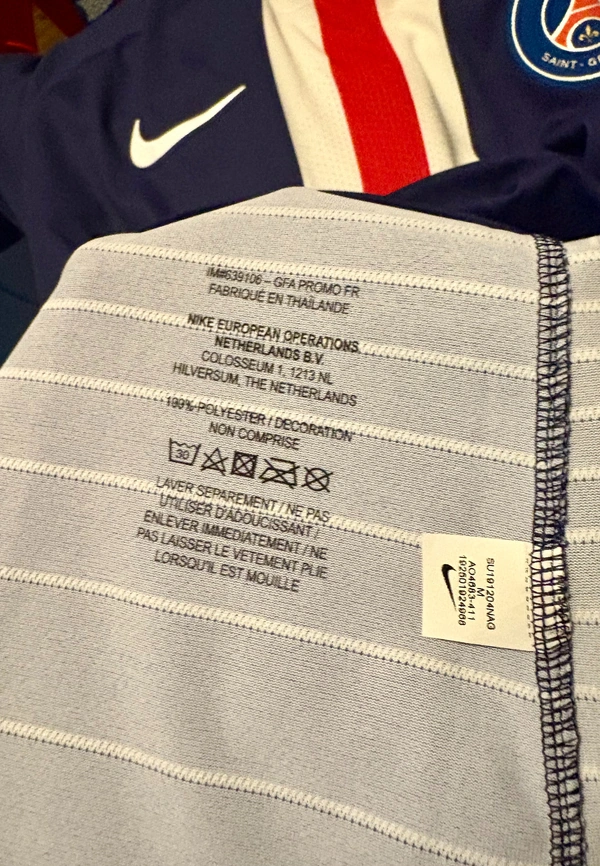 SAINT - GE
IM#639106 – GFA PROMO FR
FABRIQUÉ EN THAÏLANDE
NIKE EUROPEAN OPERATIONS
NETHERLANDS B.V.
COLOSSEUM 1, 1213 NL
HILVERSUM, THE NETHERLANDS
100% POLYESTER / DECORATION
NON COMPRISE
30
LAVER SEPAREMENT / NE PAS
UTILISER D'ADOUCISSANT /
ENLEVER IMMEDIATEMENT / NE
PAS LAISSER LE VETEMENT PLIE
LORSQU'IL EST MOUILLE
SU191204NAG
M
AO4683-411